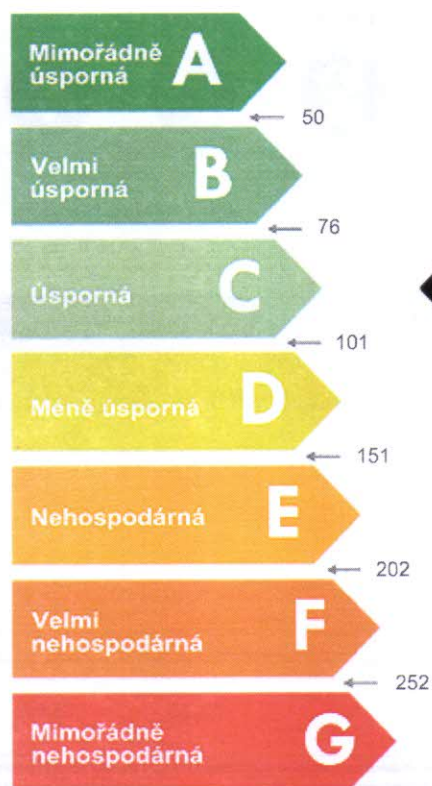 Mimořádně
úsporná
A
50
Velmi
úsporná
B
76
Úsporná
C
101
Méně úsporná
D
151
Nehospodárná
E
202
Velmi
nehospodárná
F
252
Mimořádně
nehospodárná
G